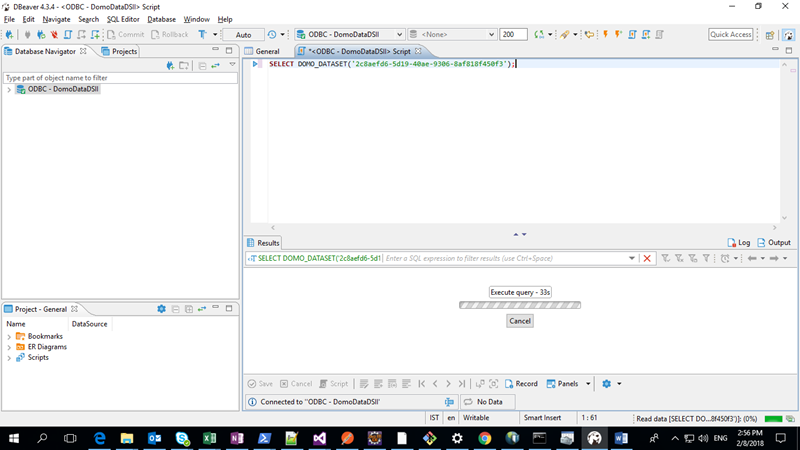 DBeaver 4.3.4 - <ODBC - DomoDataDSII> Script
File Edit Navigate Search SQL Editor Database Window Help
Commit Rollback T Auto ODBC - DomoDataDSII <None> 200 Quick Access
Database Navigator Projects
General *<ODBC - DomoDataDSII> Script
Type part of object name to filter
ODBC - DomoDataDSII
SELECT DOMO_DATASET('2c8aefd6-5d19-40ae-9306-8af818f450f3');
Results Log Output
SELECT DOMO_DATASET('2c8aefd6-5d1 Enter a SQL expression to filter results (use Ctrl+Space)
Execute query - 33s
Cancel
Project - General
Name DataSource
Bookmarks
ER Diagrams
Scripts
Save Cancel Script Record Panels
Connected to "ODBC - DomoDataDSII' No Data
IST en Writable Smart Insert 1 : 61 Read data [SELECT DO...8f450f3')]: (0%)
ENG 2:56 PM
2/8/2018